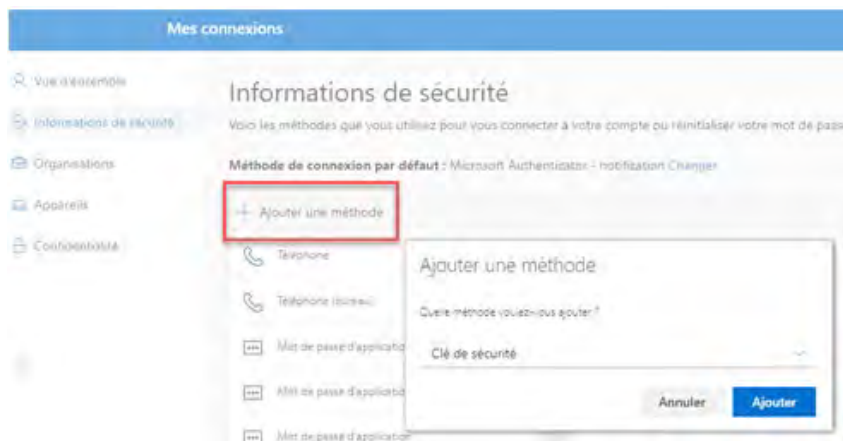 Mes connexions
Vue d'ensemble
Informations de sécurité
Organisations
Appareils
Confidentialité
Informations de sécurité
Voici les méthodes que vous utilisez pour vous connecter à votre compte ou réinitialiser votre mot de pass
Méthode de connexion par défaut : Microsoft Authenticator - notification Changer
+ Ajouter une méthode
Téléphone
Téléphone (bureau)
Mot de passe d'applicatio
Mot de passe d'applicatio
Mot de passe d'application
Ajouter une méthode
Quelle méthode voulez-vous ajouter ?
Clé de sécurité
Annuler
Ajouter